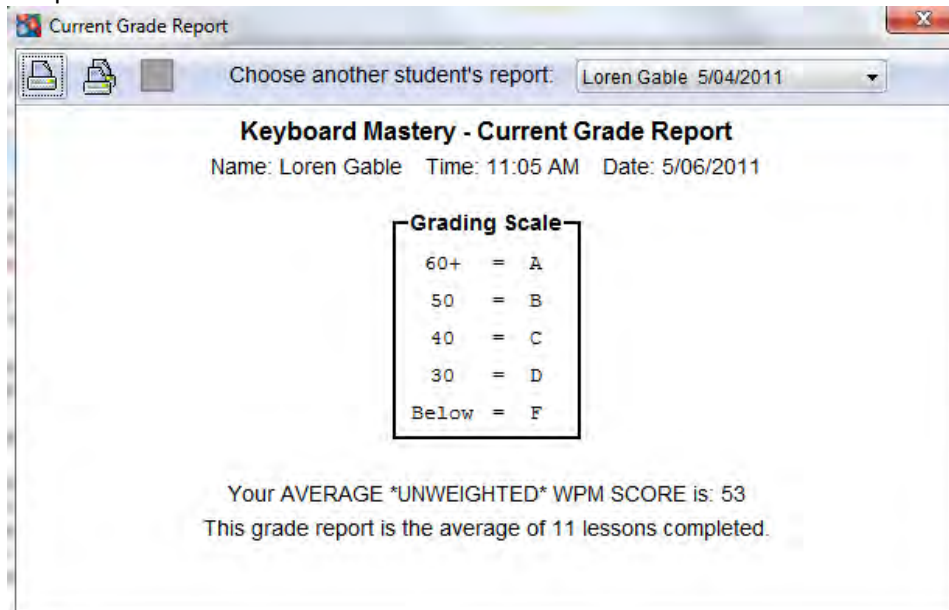 Current Grade Report
Choose another student's report: Loren Gable 5/04/2011
Keyboard Mastery - Current Grade Report
Name: Loren Gable Time: 11:05 AM Date: 5/06/2011
Grading Scale
60+ = A
50 = B
40 = C
30 = D
Below = F
Your AVERAGE *UNWEIGHTED* WPM SCORE is: 53
This grade report is the average of 11 lessons completed.